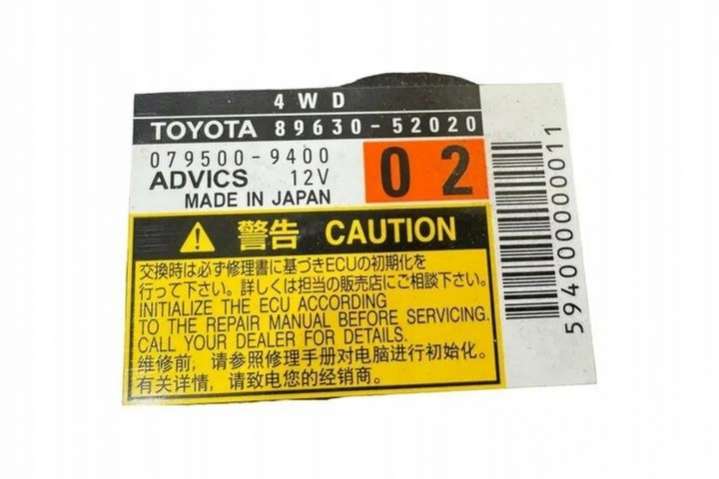 4WD
TOYOTA 89630-52020
079500-9400
ADVICS 12V
MADE IN JAPAN
02
警告 CAUTION
交換時は必ず修理書に基づきECUの初期化を
行って下さい。詳しくは担当の販売店にご相談下さい。
INITIALIZE THE ECU ACCORDING
TO THE REPAIR MANUAL BEFORE SERVICING.
CALL YOUR DEALER FOR DETAILS.
维修前，请参照修理手册对电脑进行初始化。
有关详情，请致电您的经销商。
5940000000011